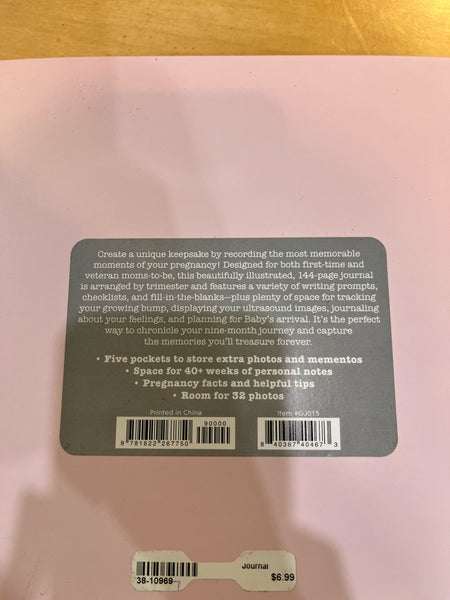 Create a unique keepsake by recording the most memorable
moments of your pregnancy! Designed for both first-time and
veteran moms-to-be, this beautifully illustrated, 144-page journal
is arranged by trimester and features a variety of writing prompts,
checklists, and fill-in-the-blanks—plus plenty of space for tracking
your growing bump, displaying your ultrasound images, journaling
about your feelings, and planning for Baby's arrival. It's the perfect
way to chronicle your nine-month journey and capture
the memories you'll treasure forever.
• Five pockets to store extra photos and mementos
• Space for 40+ weeks of personal notes
• Pregnancy facts and helpful tips
• Room for 32 photos
Printed in China
Item #GJ015
90000
9 781622 267750
8 40367 40467 3
Journal
38-10969
$6.99